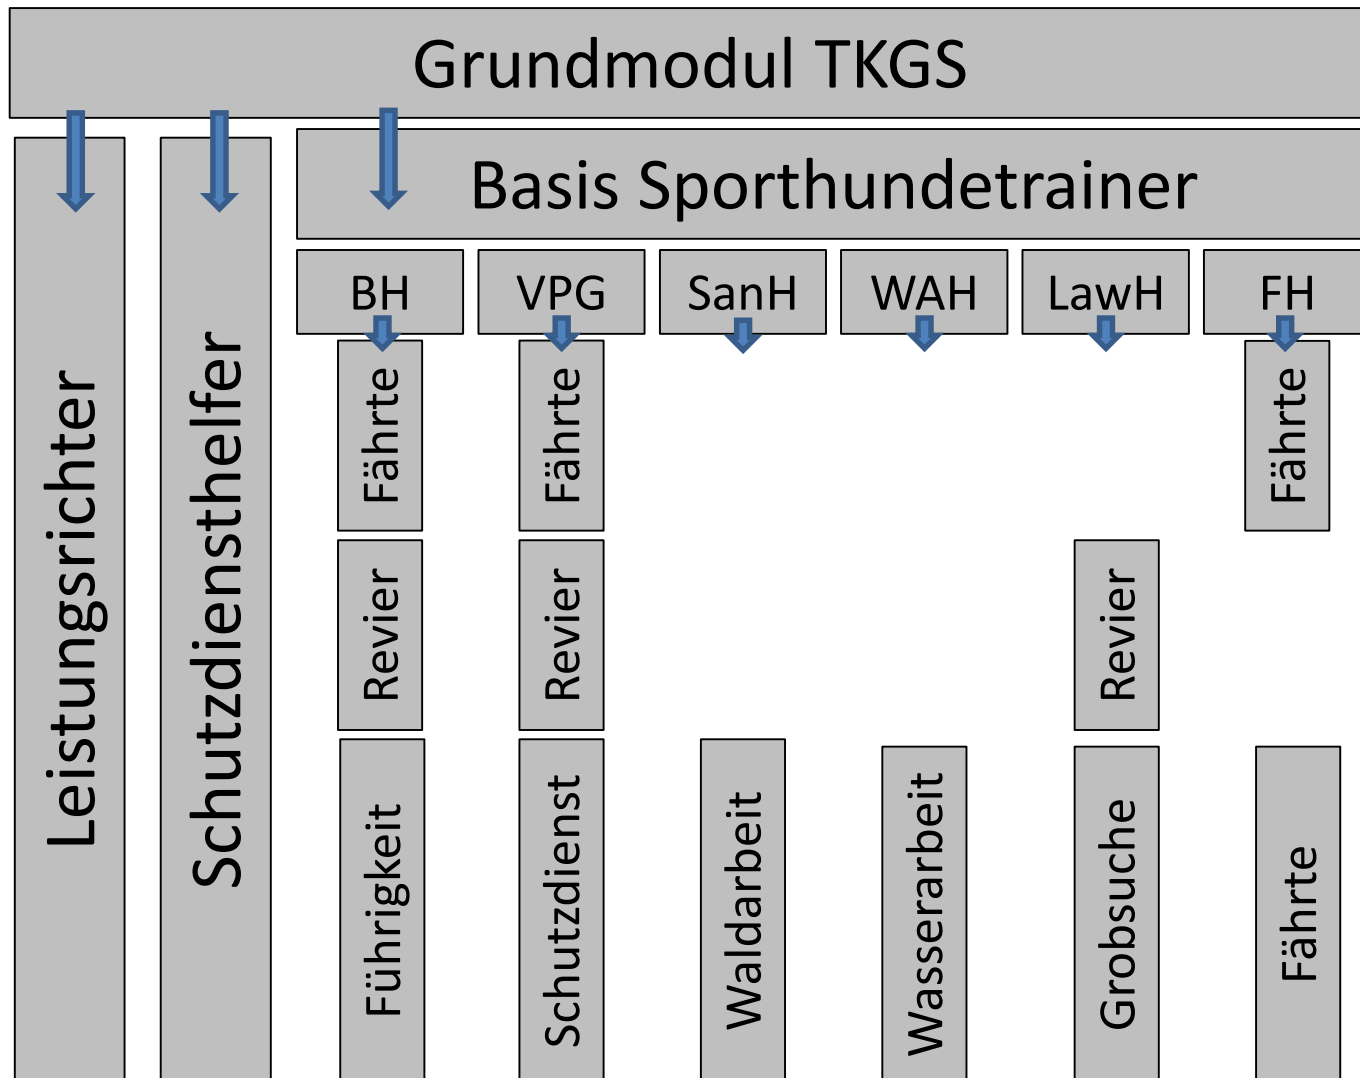 Grundmodul TKGS
Leistungsrichter
Schutzdiensthelfer
Basis Sporthundetrainer
BH
VPG
SanH
WAH
LawH
FH
Fährte
Fährte
Fährte
Revier
Revier
Revier
Führigkeit
Schutzdienst
Waldarbeit
Wasserarbeit
Grobsuche
Fährte